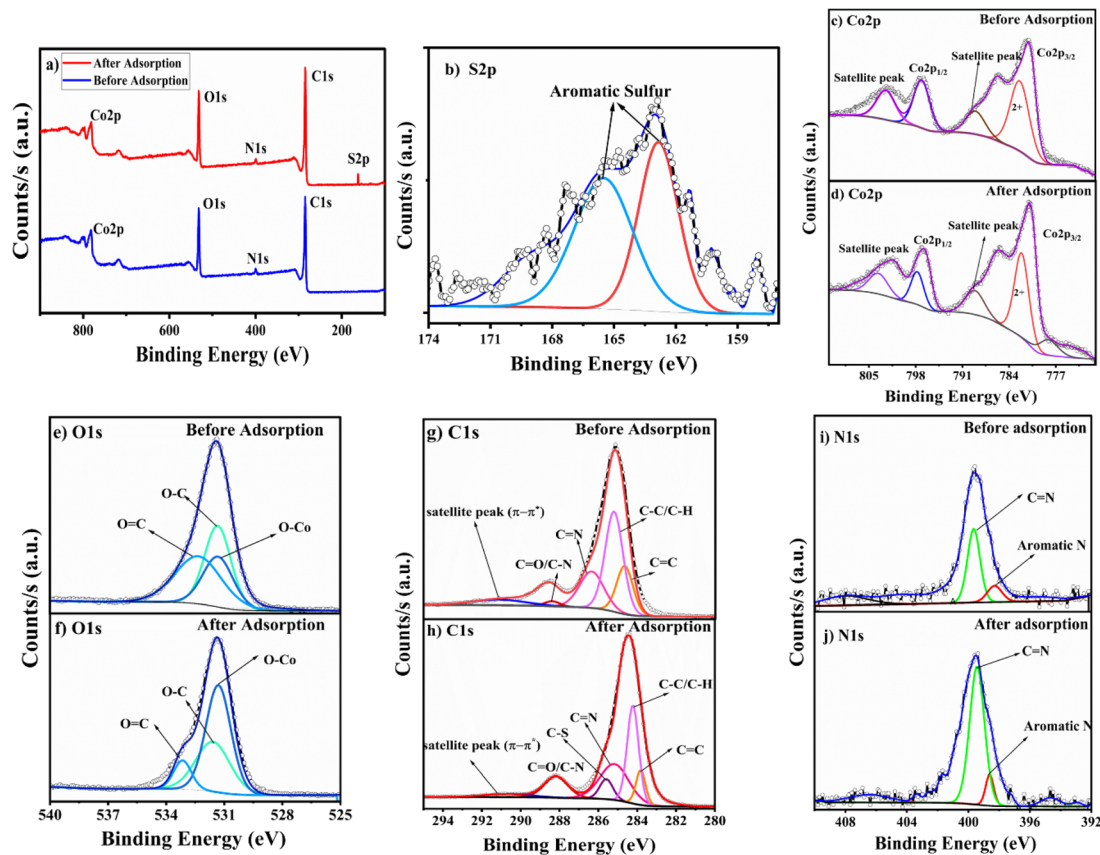 a)
After Adsorption
Before Adsorption
Co2p
O1s
N1s
C1s
S2p
Co2p
O1s
N1s
C1s
Counts/s (a.u.)
800 600 400 200
Binding Energy (eV)
b) S2p
Aromatic Sulfur
Counts/s (a.u.)
174 171 168 165 162 159
Binding Energy (eV)
c) Co2p Before Adsorption
Satellite peak
Co2p1/2
Satellite peak
Co2p3/2
2+
d) Co2p After Adsorption
Satellite peak
Co2p1/2
Satellite peak
Co2p3/2
2+
Counts/s (a.u.)
805 798 791 784 777
Binding Energy (eV)
e) O1s
Before Adsorption
O-C
O=C
O-Co
f) O1s After Adsorption
O-Co
O-C
O=C
Counts/s (a.u.)
540 537 534 531 528 525
Binding Energy (eV)
g) C1s
Before Adsorption
satellite peak (π−π*)
C=N
C-C/C-H
C=O/C-N
C=C
h) C1s After Adsorption
C-C/C-H
C=N
C-S
satellite peak (π−π*)
C=O/C-N
C=C
Counts/s (a.u.)
295 292 289 286 283 280
Binding Energy (eV)
i) N1s
Before adsorption
C=N
Aromatic N
j) N1s After adsorption
C=N
Aromatic N
Counts/s (a.u.)
408 404 400 396 392
Binding Energy (eV)